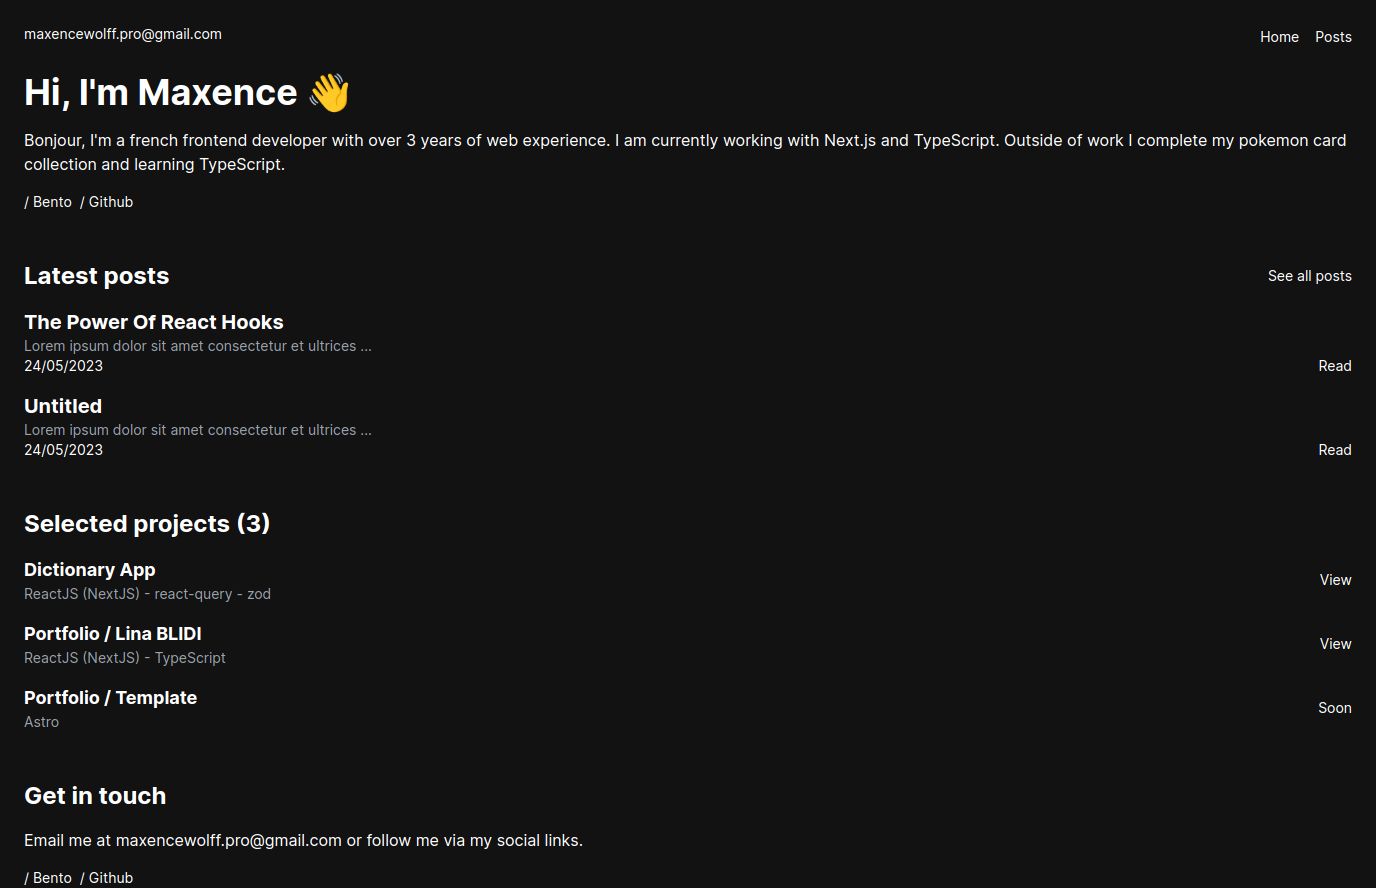 maxencewolff.pro@gmail.com
Home Posts
Hi, I'm Maxence 👋
Bonjour, I'm a french frontend developer with over 3 years of web experience. I am currently working with Next.js and TypeScript. Outside of work I complete my pokemon card
collection and learning TypeScript.
/ Bento / Github
Latest posts
See all posts
The Power Of React Hooks
Lorem ipsum dolor sit amet consectetur et ultrices ...
24/05/2023
Read
Untitled
Lorem ipsum dolor sit amet consectetur et ultrices ...
24/05/2023
Read
Selected projects (3)
Dictionary App
ReactJS (NextJS) - react-query - zod
View
Portfolio / Lina BLIDI
ReactJS (NextJS) - TypeScript
View
Portfolio / Template
Astro
Soon
Get in touch
Email me at maxencewolff.pro@gmail.com or follow me via my social links.
/ Bento / Github